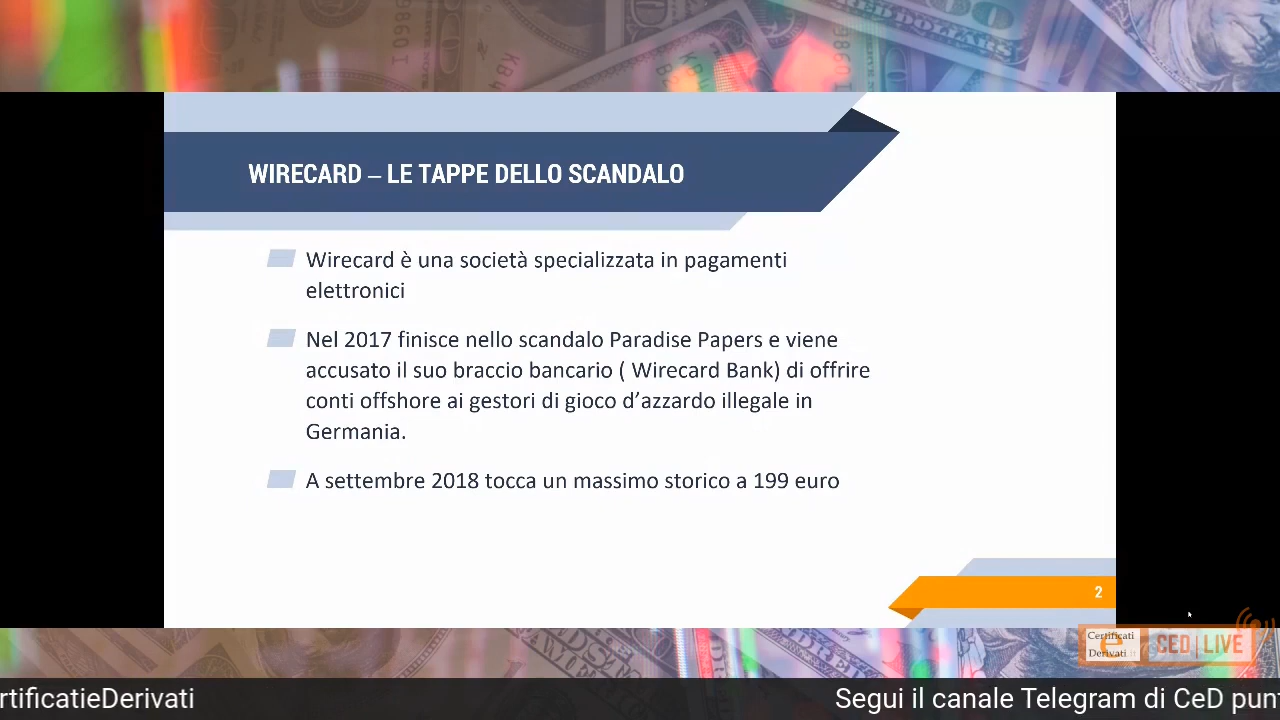 WIRECARD – LE TAPPE DELLO SCANDALO
Wirecard è una società specializzata in pagamenti
elettronici
Nel 2017 finisce nello scandalo Paradise Papers e viene
accusato il suo braccio bancario ( Wirecard Bank) di offrire
conti offshore ai gestori di gioco d’azzardo illegale in
Germania.
A settembre 2018 tocca un massimo storico a 199 euro
2
Certificati
e
Derivati.it
CED|LIVE
rtificatieDerivati
Segui il canale Telegram di CeD pun